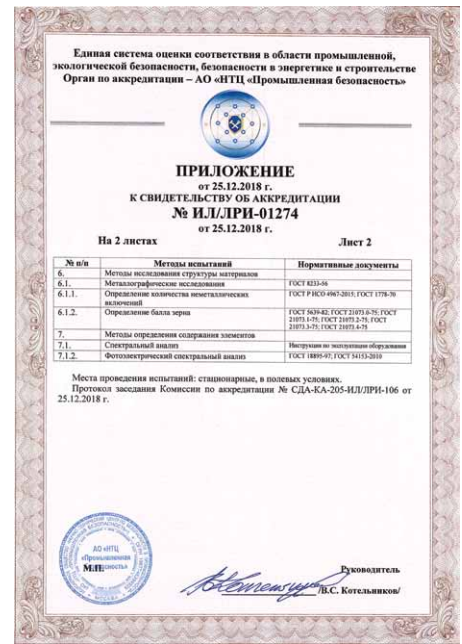 Единая система оценки соответствия в области промышленной,
экологической безопасности, безопасности в энергетике и строительстве
Орган по аккредитации – АО «НТЦ «Промышленная безопасность»
ПРИЛОЖЕНИЕ
от 25.12.2018 г.
К СВИДЕТЕЛЬСТВУ ОБ АККРЕДИТАЦИИ
№ ИЛ/ЛРИ-01274
от 25.12.2018 г.
На 2 листах Лист 2
№ п/п Методы испытаний Нормативные документы
6. Методы исследования структуры материалов
6.1. Металлографические исследования ГОСТ 8233-56
6.1.1. Определение количества неметаллических ГОСТ Р ИСО 4967-2015; ГОСТ 1778-70
включений
6.1.2. Определение балла зерна ГОСТ 5639-82; ГОСТ 21073.0-75; ГОСТ
21073.1-75; ГОСТ 21073.2-75; ГОСТ
21073.3-75; ГОСТ 21073.4-75
7. Методы определения содержания элементов
7.1. Спектральный анализ Инструкции по эксплуатации оборудования
7.1.2. Фотоэлектрический спектральный анализ ГОСТ 18895-97; ГОСТ 54153-2010
Места проведения испытаний: стационарные, в полевых условиях.
Протокол заседания Комиссии по аккредитации № СДА-КА-205-ИЛ/ЛРИ-106 от
25.12.2018 г.
АО «НТЦ
«Промышленная
безопасность»
М.П.
Руководитель
/В.С. Котельников/